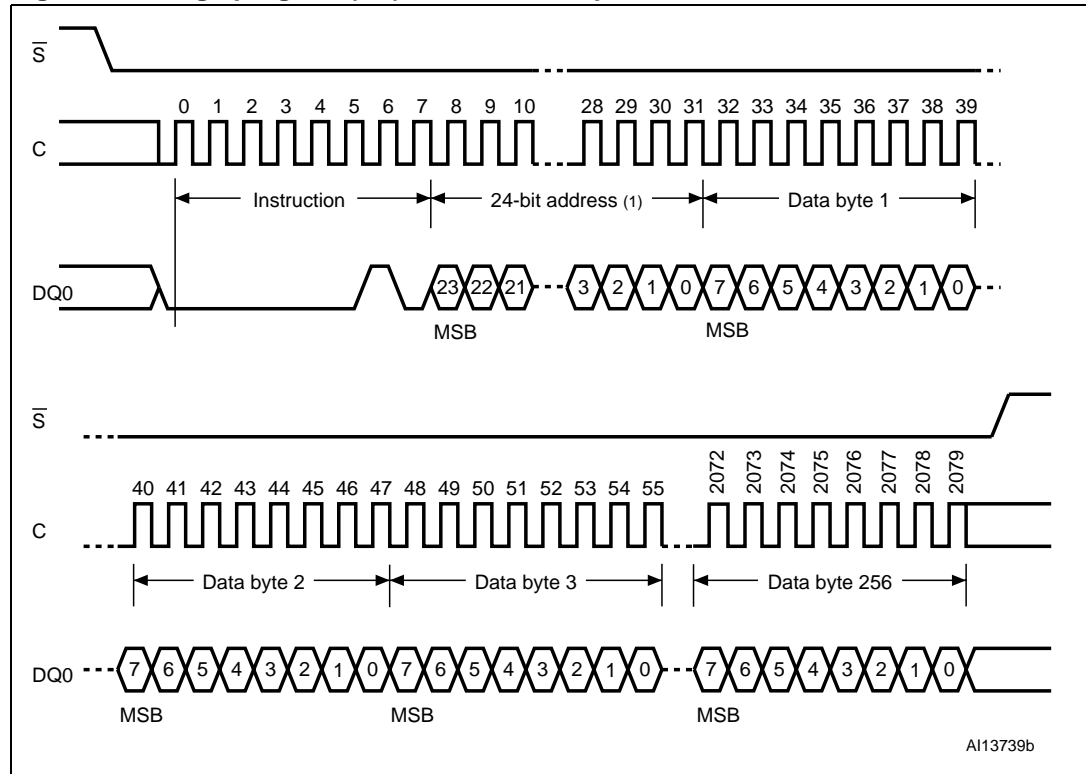 S
0 1 2 3 4 5 6 7 8 9 10 28 29 30 31 32 33 34 35 36 37 38 39
C
Instruction 24-bit address (1) Data byte 1
DQ0 23 22 21 3 2 1 0 7 6 5 4 3 2 1 0
MSB MSB
S
40 41 42 43 44 45 46 47 48 49 50 51 52 53 54 55 2072 2073 2074 2075 2076 2077 2078 2079
C
Data byte 2 Data byte 3 Data byte 256
DQ0 7 6 5 4 3 2 1 0 7 6 5 4 3 2 1 0 7 6 5 4 3 2 1 0
MSB MSB MSB
AI13739b